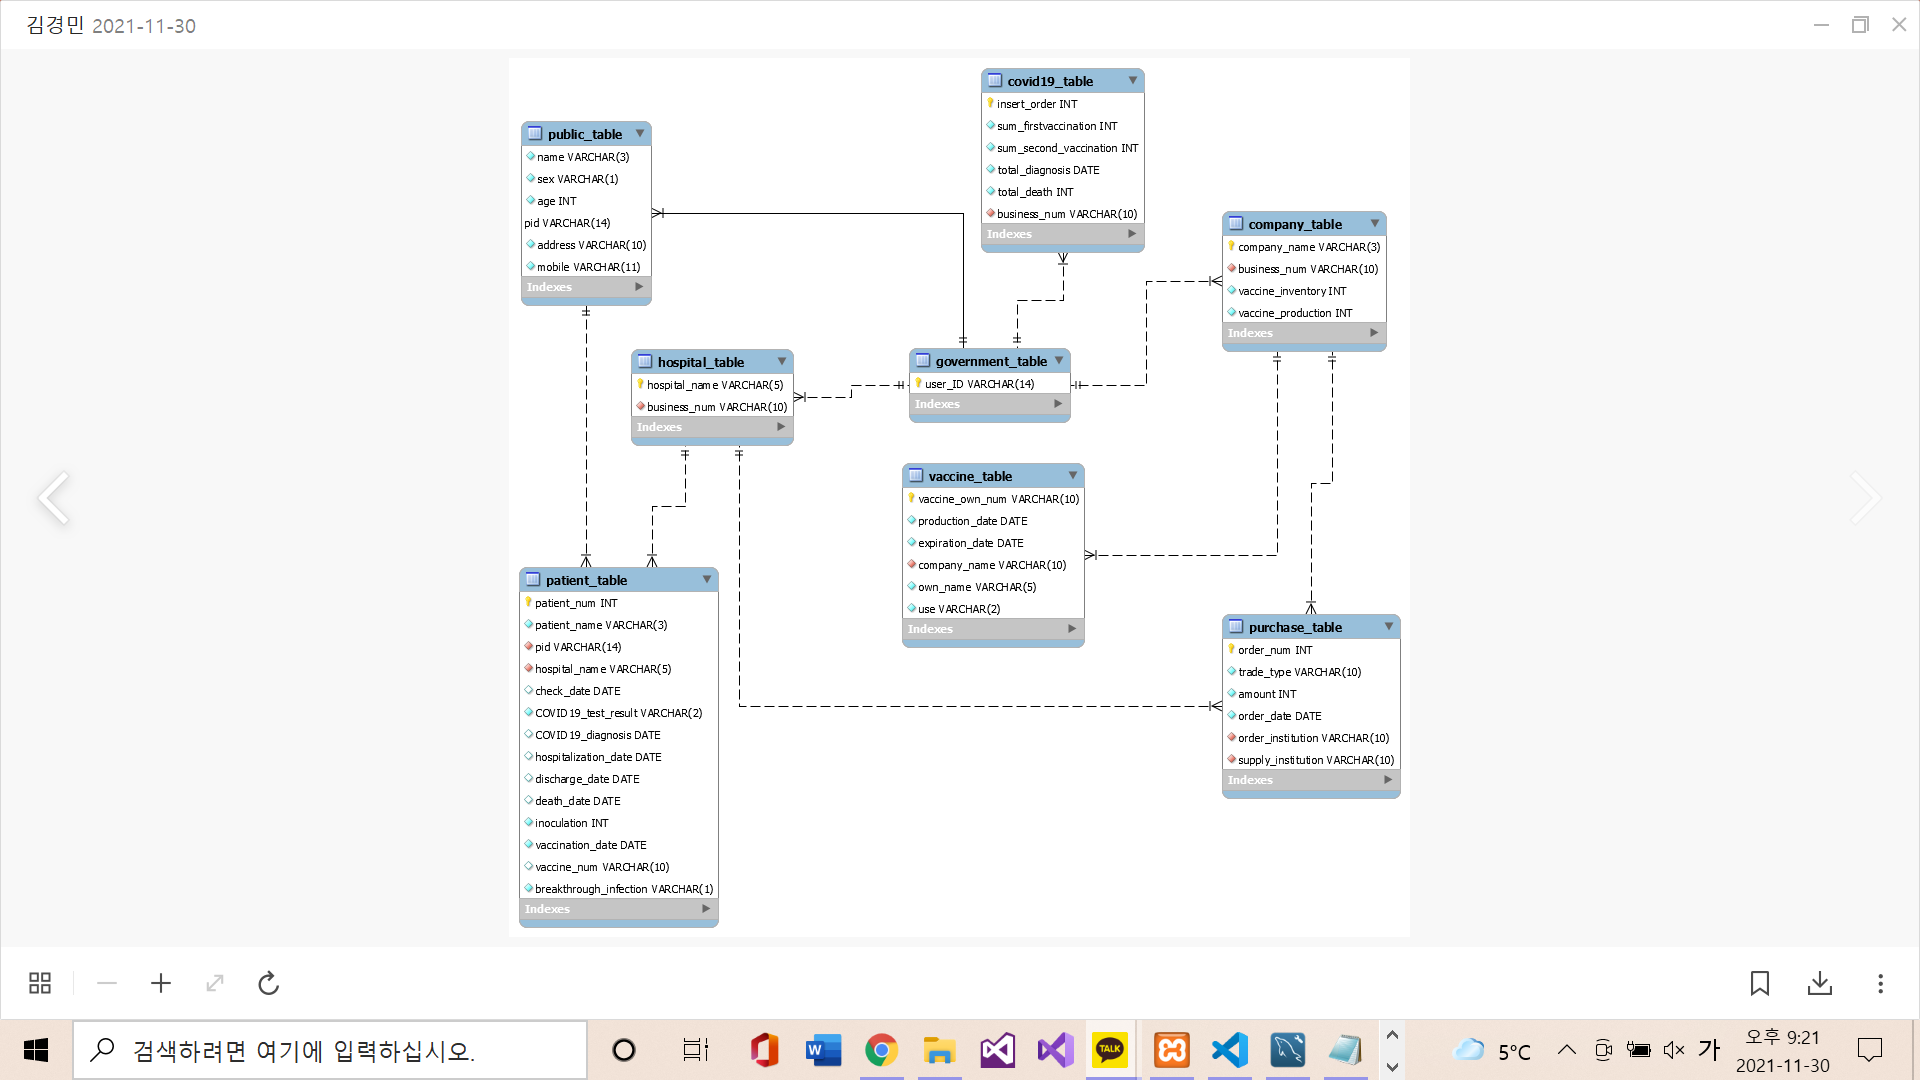 김경민 2021-11-30
covid19_table
insert_order INT
sum_firstvaccination INT
sum_second_vaccination INT
total_diagnosis DATE
total_death INT
business_num VARCHAR(10)
Indexes
public_table
name VARCHAR(3)
sex VARCHAR(1)
age INT
pid VARCHAR(14)
address VARCHAR(10)
mobile VARCHAR(11)
Indexes
company_table
company_name VARCHAR(3)
business_num VARCHAR(10)
vaccine_inventory INT
vaccine_production INT
Indexes
hospital_table
hospital_name VARCHAR(5)
business_num VARCHAR(10)
Indexes
government_table
user_ID VARCHAR(14)
Indexes
vaccine_table
vaccine_own_num VARCHAR(10)
production_date DATE
expiration_date DATE
company_name VARCHAR(10)
own_name VARCHAR(5)
use VARCHAR(2)
Indexes
patient_table
patient_num INT
patient_name VARCHAR(3)
pid VARCHAR(14)
hospital_name VARCHAR(5)
check_date DATE
COVID19_test_result VARCHAR(2)
COVID19_diagnosis DATE
hospitalization_date DATE
discharge_date DATE
death_date DATE
inoculation INT
vaccination_date DATE
vaccine_num VARCHAR(10)
breakthrough_infection VARCHAR(1)
Indexes
purchase_table
order_num INT
trade_type VARCHAR(10)
amount INT
order_date DATE
order_institution VARCHAR(10)
supply_institution VARCHAR(10)
Indexes
검색하려면 여기에 입력하십시오.
TALK
5°C
가
오후 9:21
2021-11-30